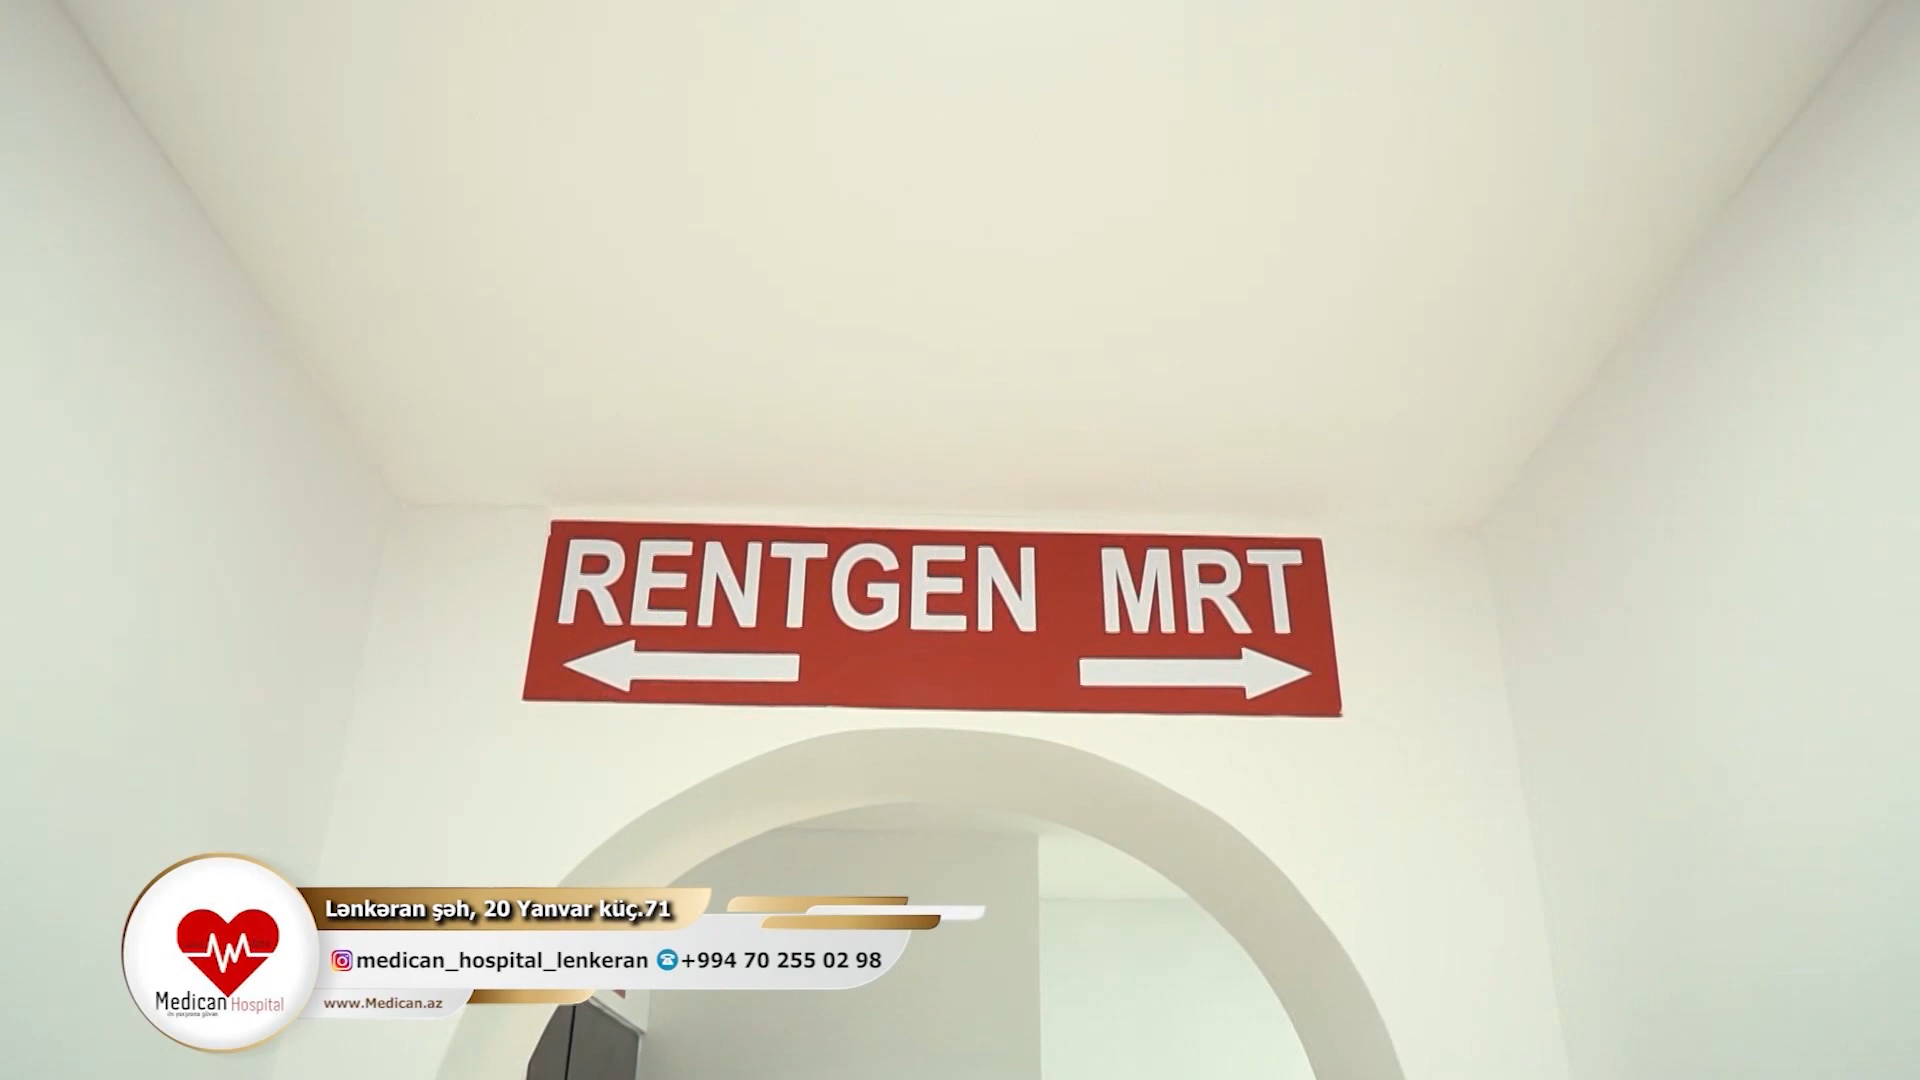 RENTGEN MRT
Lənkəran şəh, 20 Yanvar küç.71
medican_hospital_lenkeran +994 70 255 02 98
Medican Hospital
www.Medican.az